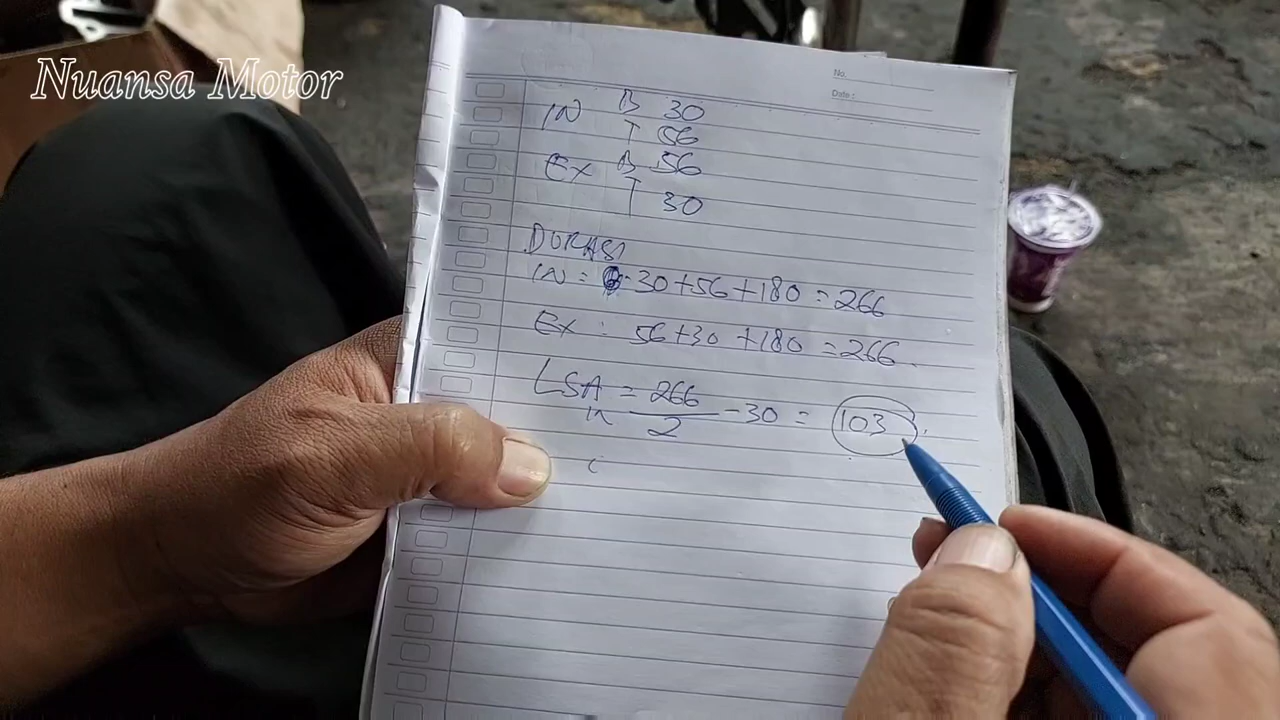 Nuansa Motor
No.
Date:
IN B 30
T 56
EX B 56
T 30
DURASI
IN = 30+56+180 = 266
EX = 56+30+180 = 266
LSA = 266 - 30 = 103
IN 2